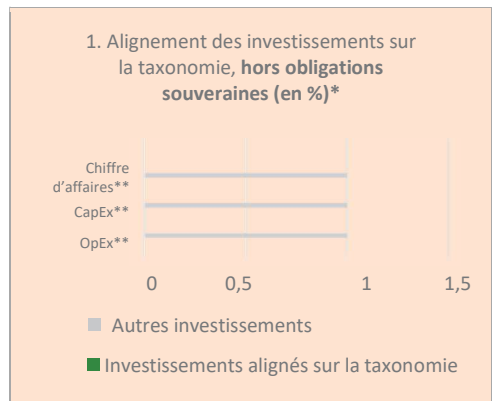 1. Alignement des investissements sur
la taxonomie, hors obligations
souveraines (en %)*
Chiffre
d'affaires**
CapEx**
OpEx**
0 0,5 1 1,5
Autres investissements
Investissements alignés sur la taxonomie